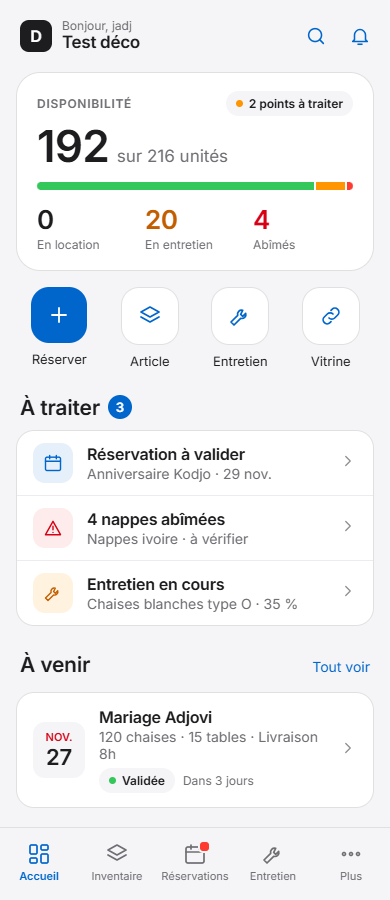 D
Bonjour, jadj
Test déco
DISPONIBILITÉ
2 points à traiter
192 sur 216 unités
0
20
4
En location
En entretien
Abîmés
Réserver
Article
Entretien
Vitrine
À traiter 3
Réservation à valider
Anniversaire Kodjo · 29 nov.
4 nappes abîmées
Nappes ivoire · à vérifier
Entretien en cours
Chaises blanches type O · 35 %
À venir
Tout voir
NOV.
27
Mariage Adjovi
120 chaises · 15 tables · Livraison
8h
Validée
Dans 3 jours
Accueil
Inventaire
Réservations
Entretien
Plus